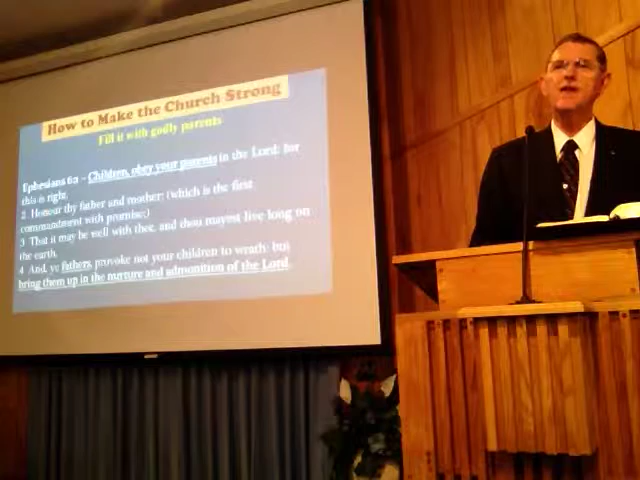 How to Make the Church Strong
Fill it with godly parents
Ephesians 6:1 – Children, obey your parents in the Lord: for
this is right.
2 Honour thy father and mother; (which is the first
commandment with promise;)
3 That it may be well with thee, and thou mayest live long on
the earth.
4 And, ye fathers, provoke not your children to wrath: but
bring them up in the nurture and admonition of the Lord.